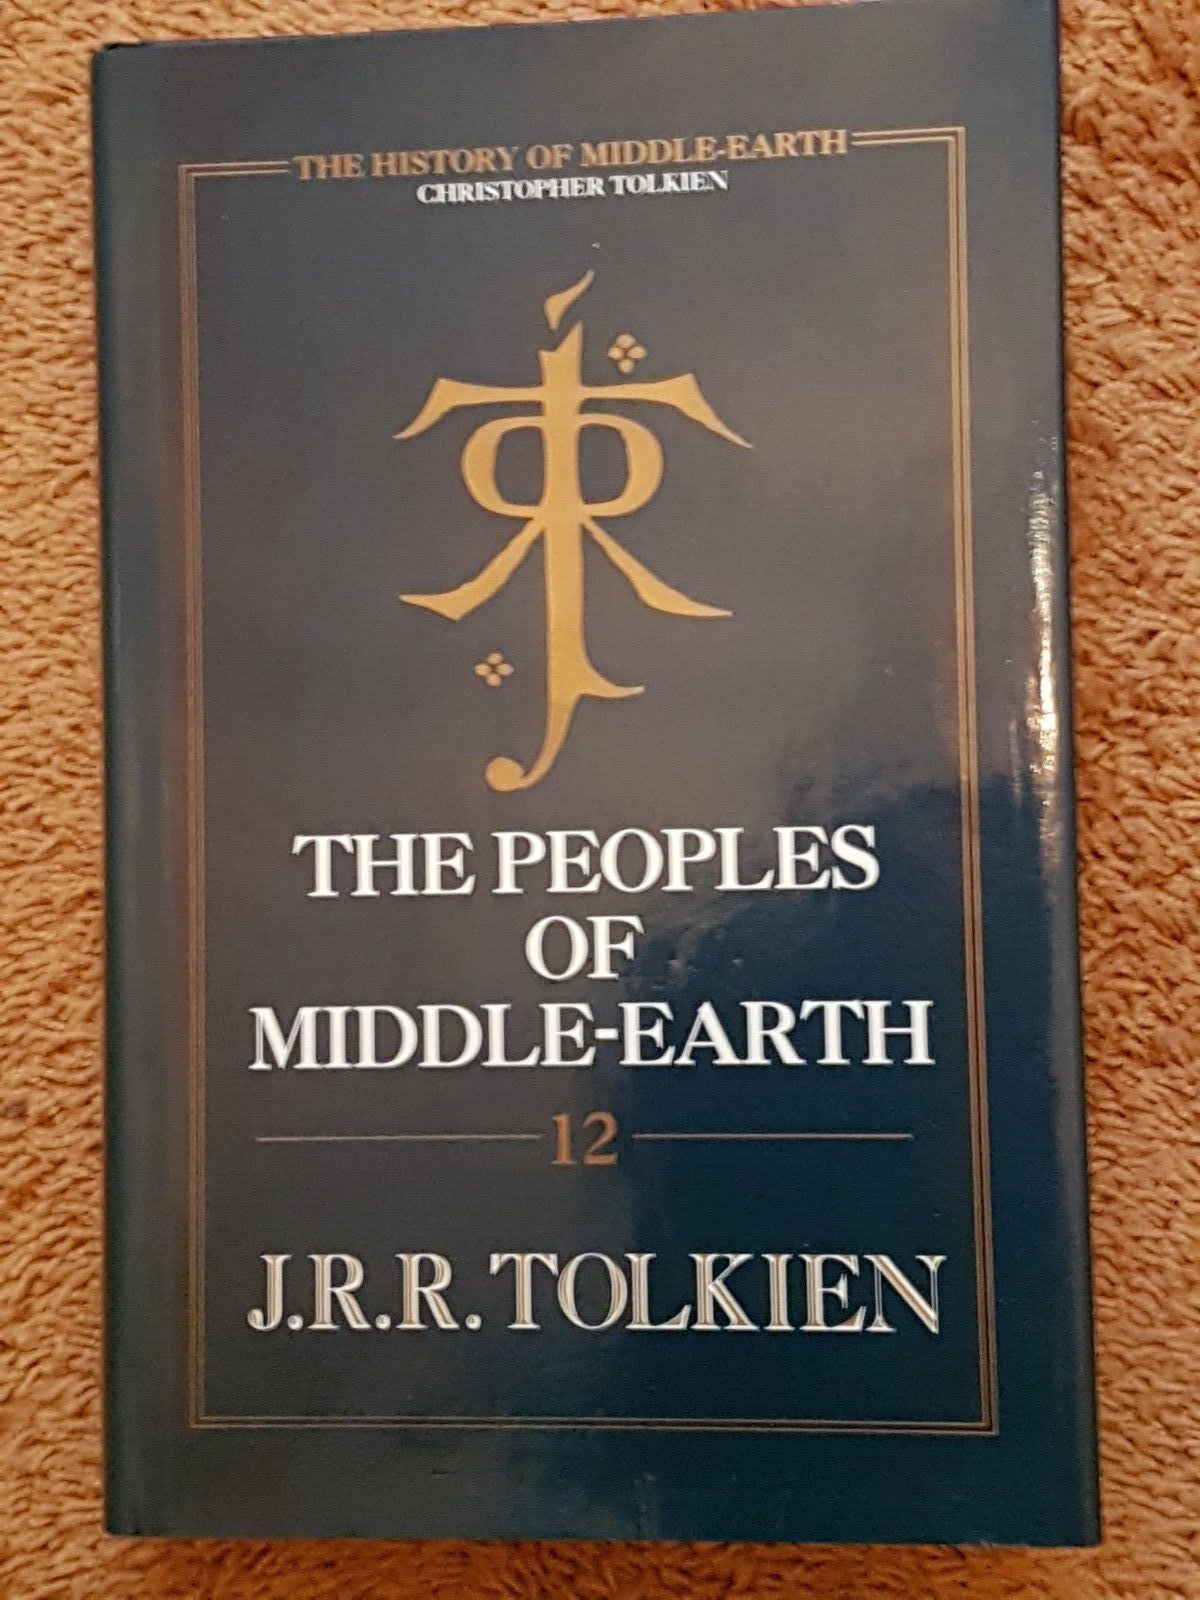 THE HISTORY OF MIDDLE-EARTH
CHRISTOPHER TOLKIEN
THE PEOPLES
OF
MIDDLE-EARTH
12
J.R.R. TOLKIEN